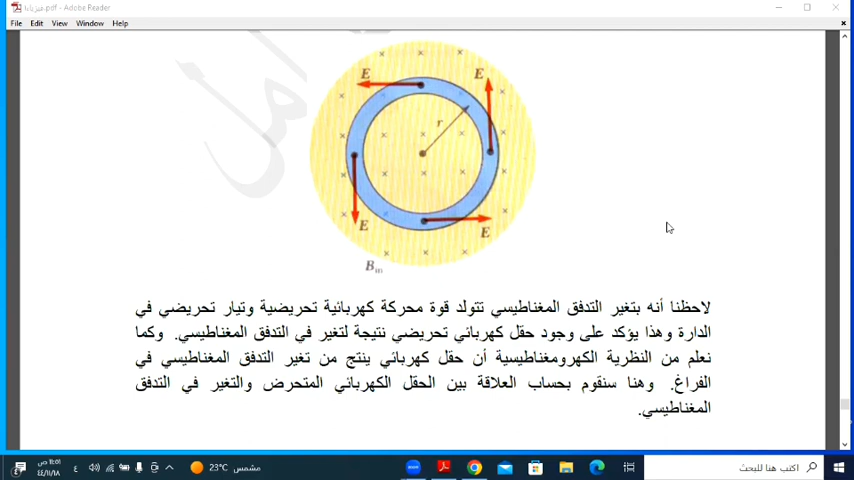 فيزياء.pdf - Adobe Reader
File Edit View Window Help
E
E
r
E
E
B_in
لاحظنا أنه بتغير التدفق المغناطيسي تتولد قوة محركة كهربائية تحريضية وتيار تحريضي في
الدارة وهذا يؤكد على وجود حقل كهربائي تحريضي نتيجة لتغير في التدفق المغناطيسي. وكما
نعلم من النظرية الكهرومغناطيسية أن حقل كهربائي ينتج من تغير التدفق المغناطيسي في
الفراغ. وهنا سنقوم بحساب العلاقة بين الحقل الكهربائي المتحرض والتغير في التدفق
المغناطيسي.
اكتب هنا للبحث
مشمس 23°C
ع